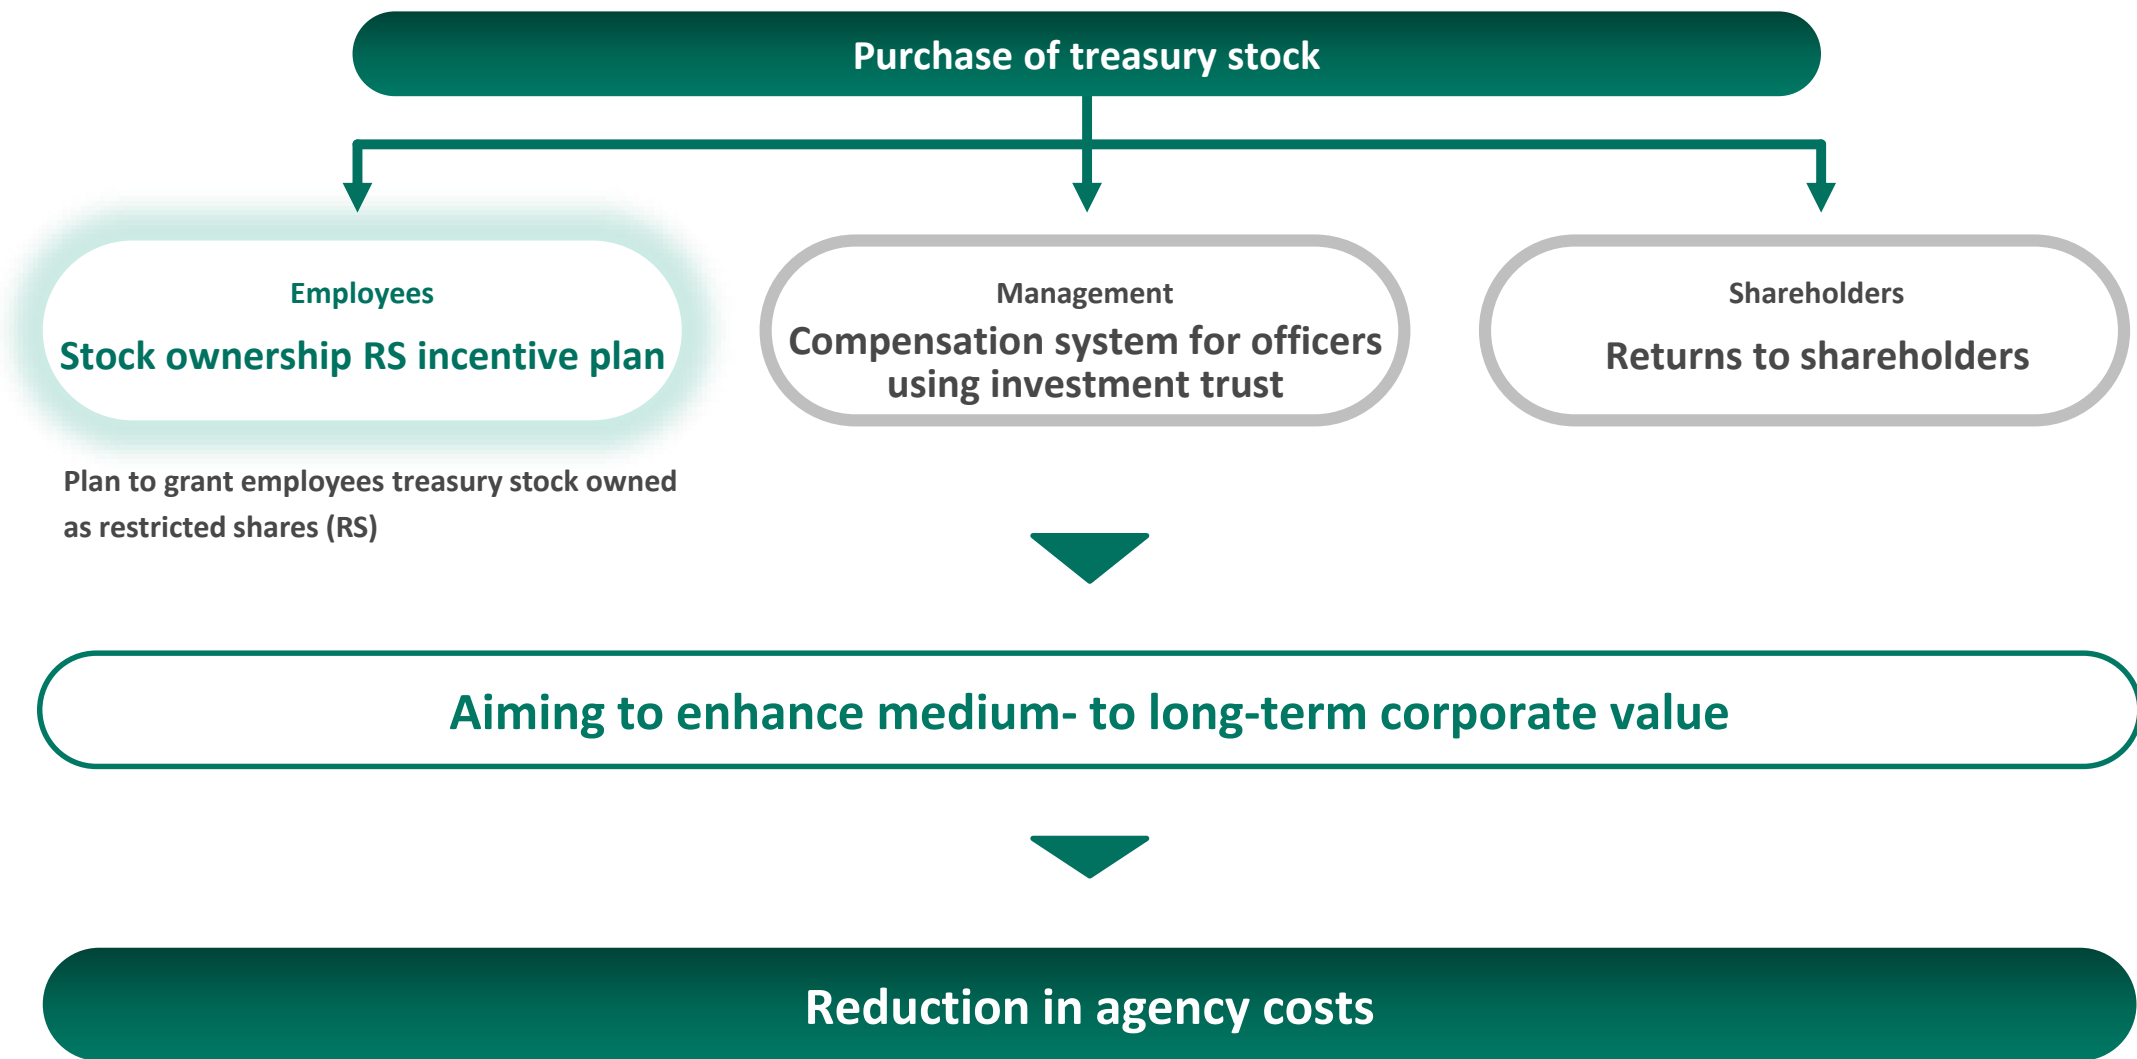 Purchase of treasury stock
Employees
Stock ownership RS incentive plan
Management
Compensation system for officers
using investment trust
Shareholders
Returns to shareholders
Plan to grant employees treasury stock owned
as restricted shares (RS)
Aiming to enhance medium- to long-term corporate value
Reduction in agency costs